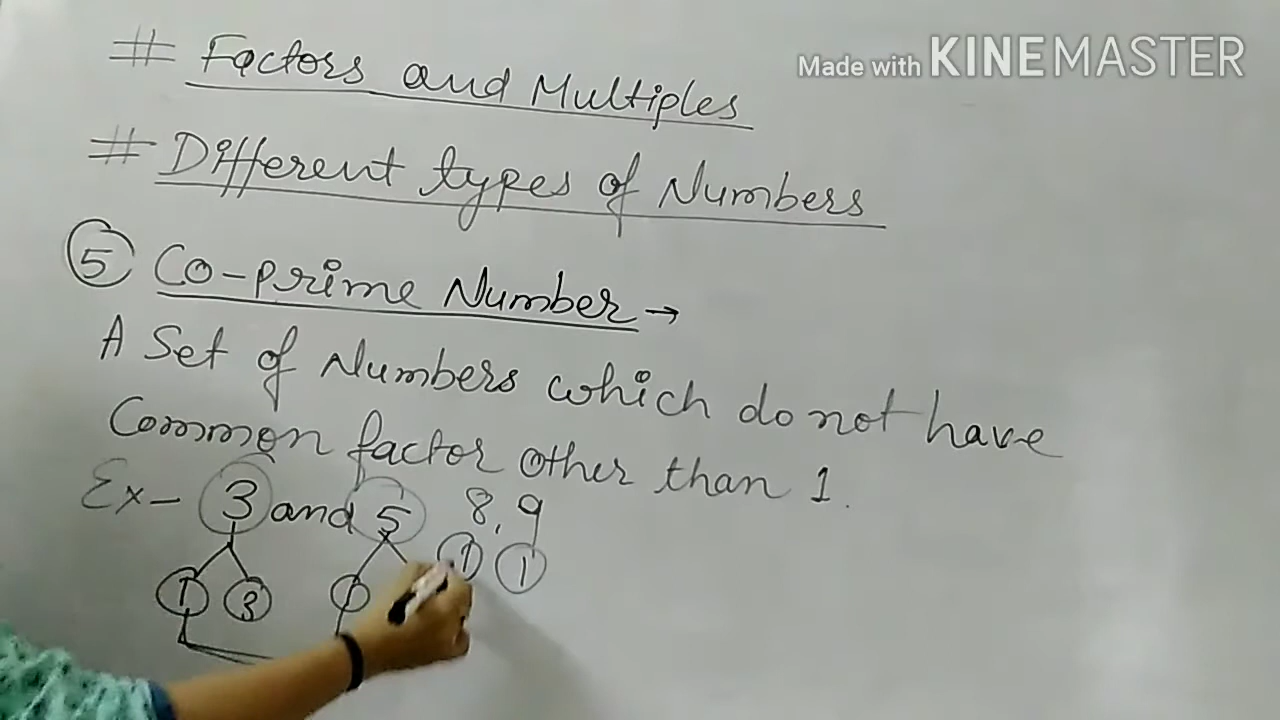 Made with KINEMASTER
# Factors and Multiples
# Different types of Numbers
5 Co-prime Number →
A Set of Numbers which do not have
Common factor other than 1.
Ex- 3 and 5 8, 9
1 3 1 1 1